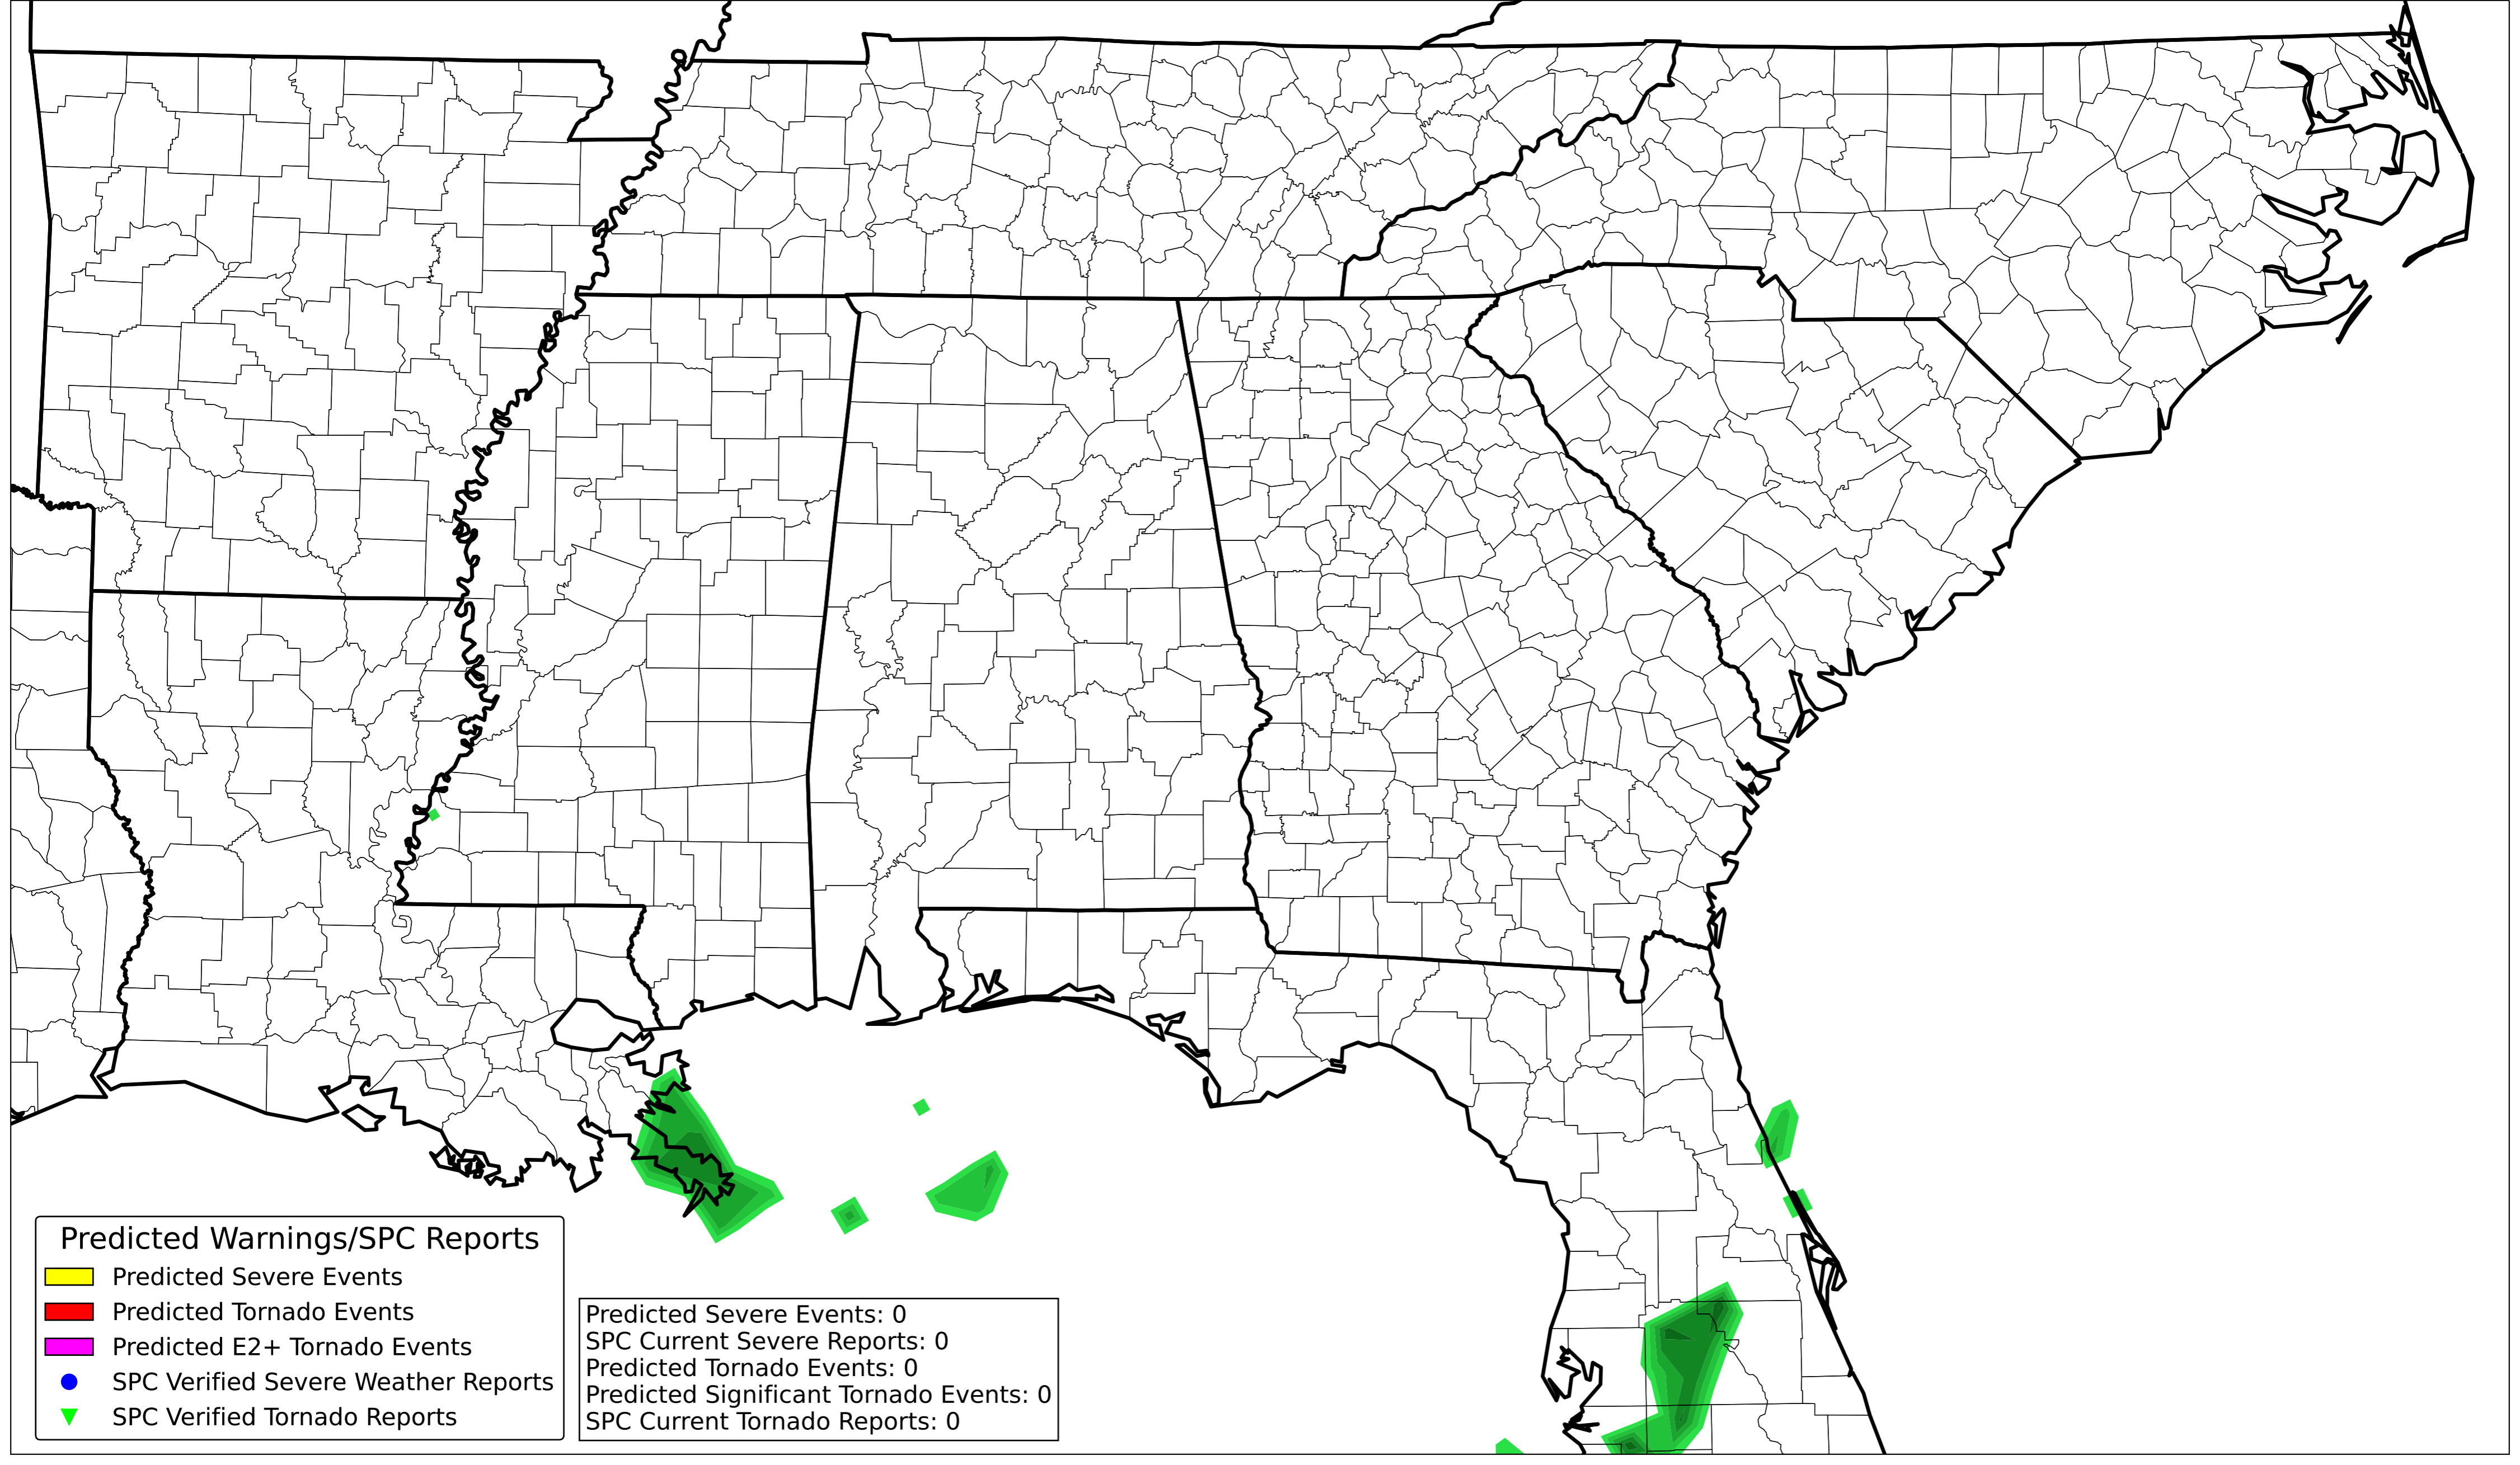 Predicted Warnings/SPC Reports
Predicted Severe Events
Predicted Tornado Events
Predicted E2+ Tornado Events
SPC Verified Severe Weather Reports
SPC Verified Tornado Reports
Predicted Severe Events: 0
SPC Current Severe Reports: 0
Predicted Tornado Events: 0
Predicted Significant Tornado Events: 0
SPC Current Tornado Reports: 0